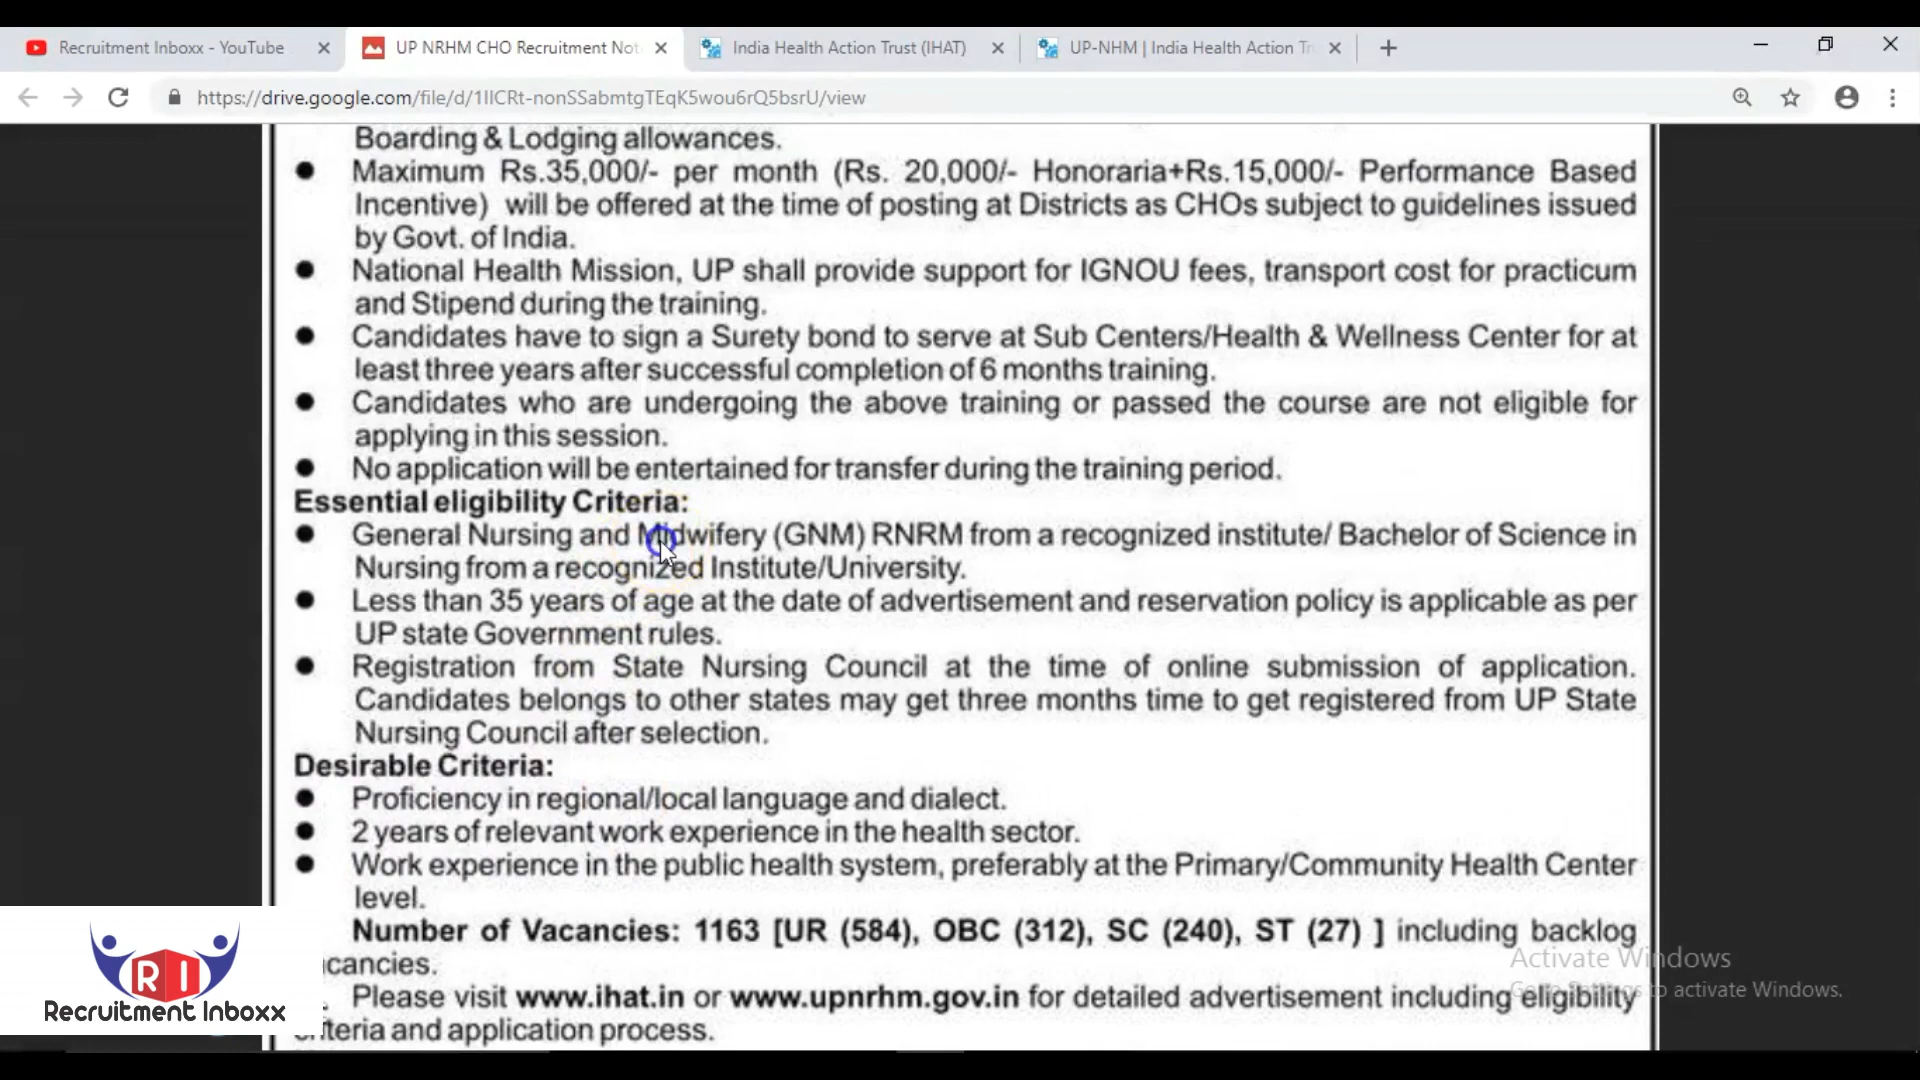 Recruitment Inboxx - YouTube
UP NRHM CHO Recruitment Not
India Health Action Trust (IHAT)
UP-NHM | India Health Action Tr
https://drive.google.com/file/d/1IlCRt-nonSSabmtgTEqK5wou6rQ5bsrU/view
Boarding & Lodging allowances.
● Maximum Rs.35,000/- per month (Rs. 20,000/- Honoraria+Rs.15,000/- Performance Based
Incentive) will be offered at the time of posting at Districts as CHOs subject to guidelines issued
by Govt. of India.
● National Health Mission, UP shall provide support for IGNOU fees, transport cost for practicum
and Stipend during the training.
● Candidates have to sign a Surety bond to serve at Sub Centers/Health & Wellness Center for at
least three years after successful completion of 6 months training.
● Candidates who are undergoing the above training or passed the course are not eligible for
applying in this session.
● No application will be entertained for transfer during the training period.
Essential eligibility Criteria:
● General Nursing and Midwifery (GNM) RNRM from a recognized institute/ Bachelor of Science in
Nursing from a recognized Institute/University.
● Less than 35 years of age at the date of advertisement and reservation policy is applicable as per
UP state Government rules.
● Registration from State Nursing Council at the time of online submission of application.
Candidates belongs to other states may get three months time to get registered from UP State
Nursing Council after selection.
Desirable Criteria:
● Proficiency in regional/local language and dialect.
● 2 years of relevant work experience in the health sector.
● Work experience in the public health system, preferably at the Primary/Community Health Center
level.
Number of Vacancies: 1163 [UR (584), OBC (312), SC (240), ST (27) ] including backlog
cancies.
Please visit www.ihat.in or www.upnrhm.gov.in for detailed advertisement including eligibility
iteria and application process.
Activate Windows
to activate Windows.
R I
Recruitment Inboxx